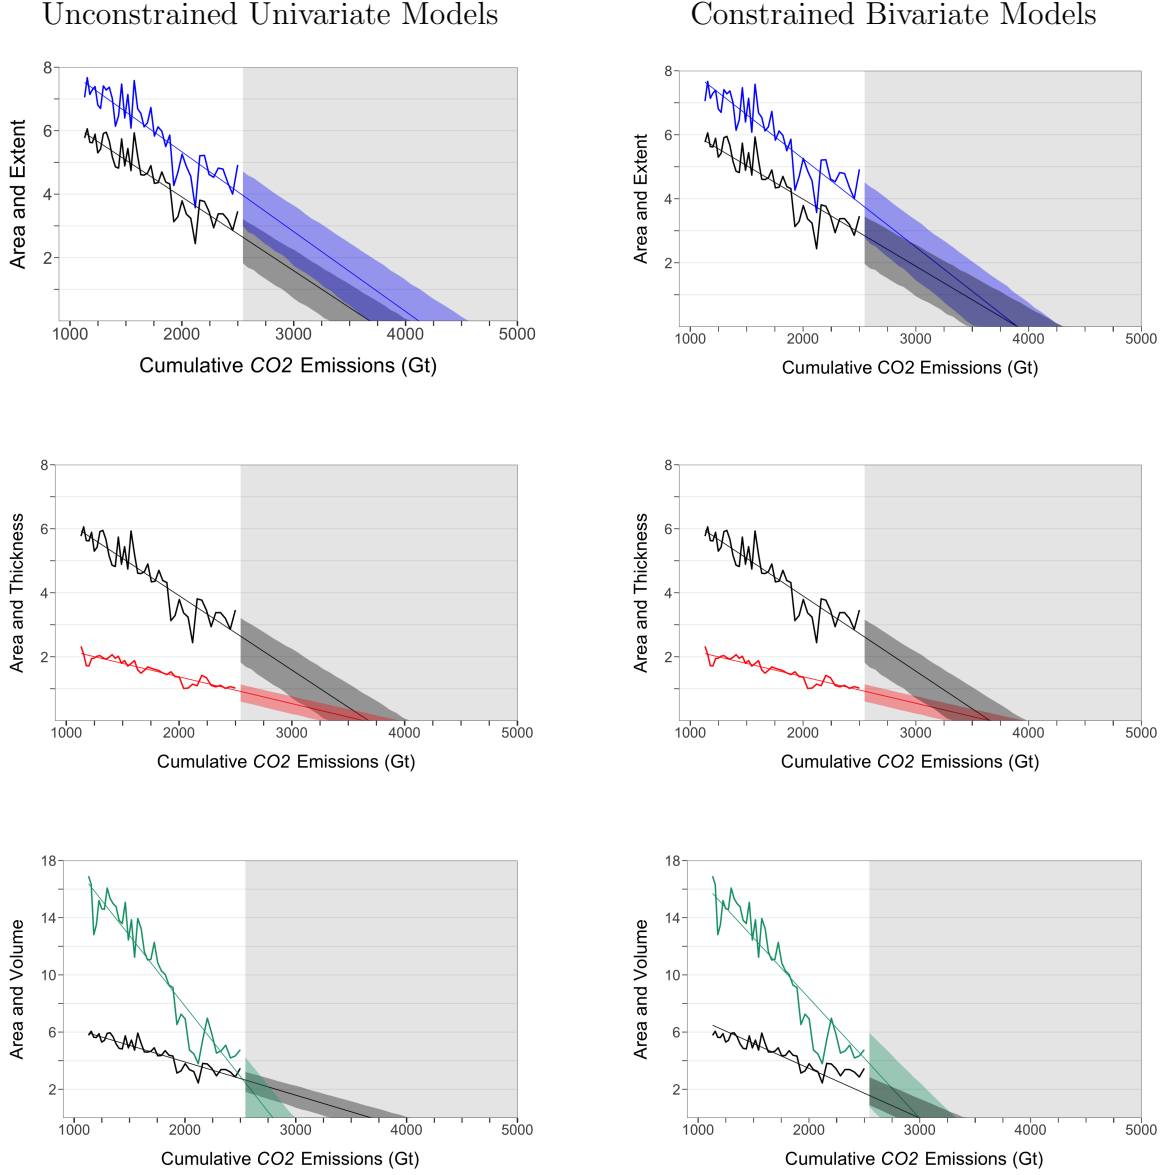 Unconstrained Univariate Models
Constrained Bivariate Models
8
6
4
2
Area and Extent
1000 2000 3000 4000 5000
Cumulative CO2 Emissions (Gt)
8
6
4
2
Area and Extent
1000 2000 3000 4000 5000
Cumulative CO2 Emissions (Gt)
8
6
4
2
Area and Thickness
1000 2000 3000 4000 5000
Cumulative CO2 Emissions (Gt)
8
6
4
2
Area and Thickness
1000 2000 3000 4000 5000
Cumulative CO2 Emissions (Gt)
18
14
10
6
2
Area and Volume
1000 2000 3000 4000 5000
Cumulative CO2 Emissions (Gt)
18
14
10
6
2
Area and Volume
1000 2000 3000 4000 5000
Cumulative CO2 Emissions (Gt)